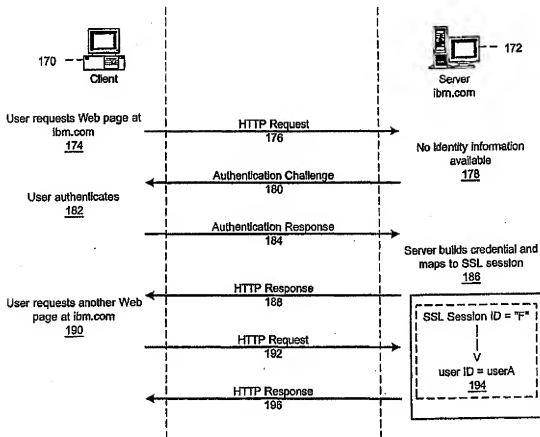 170
Client
172
Server
ibm.com
User requests Web page at
ibm.com
174
HTTP Request
176
No identity information
available
178
Authentication Challenge
180
User authenticates
182
Authentication Response
184
Server builds credential and
maps to SSL session
186
HTTP Response
188
User requests another Web
page at ibm.com
190
SSL Session ID = "F"
HTTP Request
192
V
user ID = userA
194
HTTP Response
196